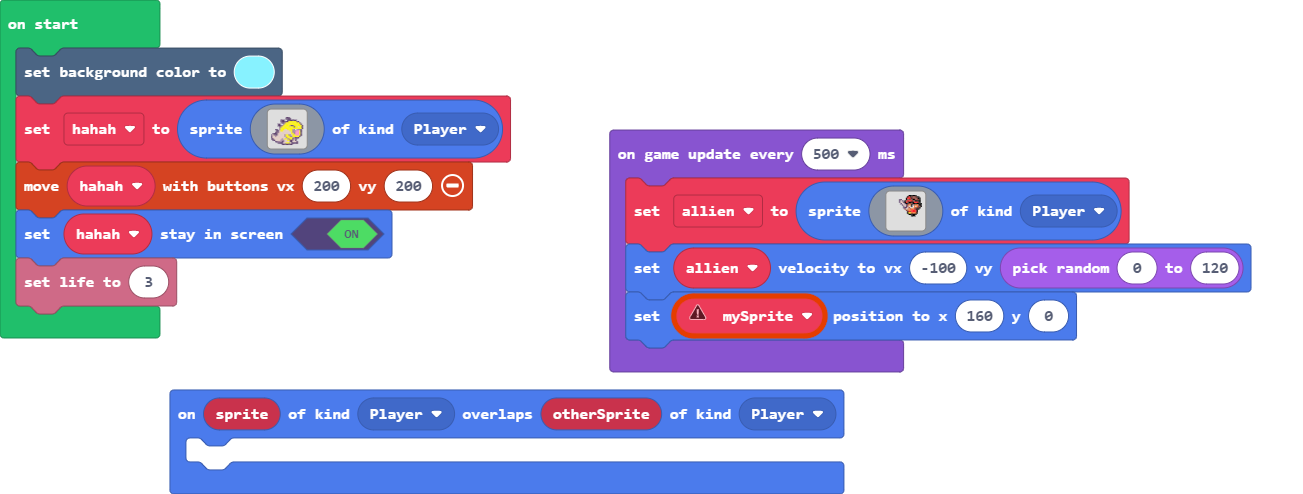 on start
set background color to
set hahah to sprite of kind Player
move hahah with buttons vx 200 vy 200
set hahah stay in screen ON
set life to 3
on game update every 500 ms
set allien to sprite of kind Player
set allien velocity to vx -100 vy pick random 0 to 120
set mySprite position to x 160 y 0
on sprite of kind Player overlaps otherSprite of kind Player